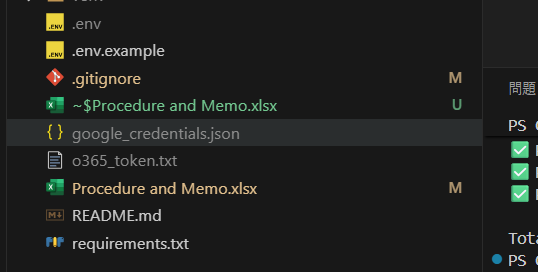 .env
.env.example
.gitignore M
~$Procedure and Memo.xlsx U
google_credentials.json
o365_token.txt
Procedure and Memo.xlsx M
README.md
requirements.txt
問題
PS
PS